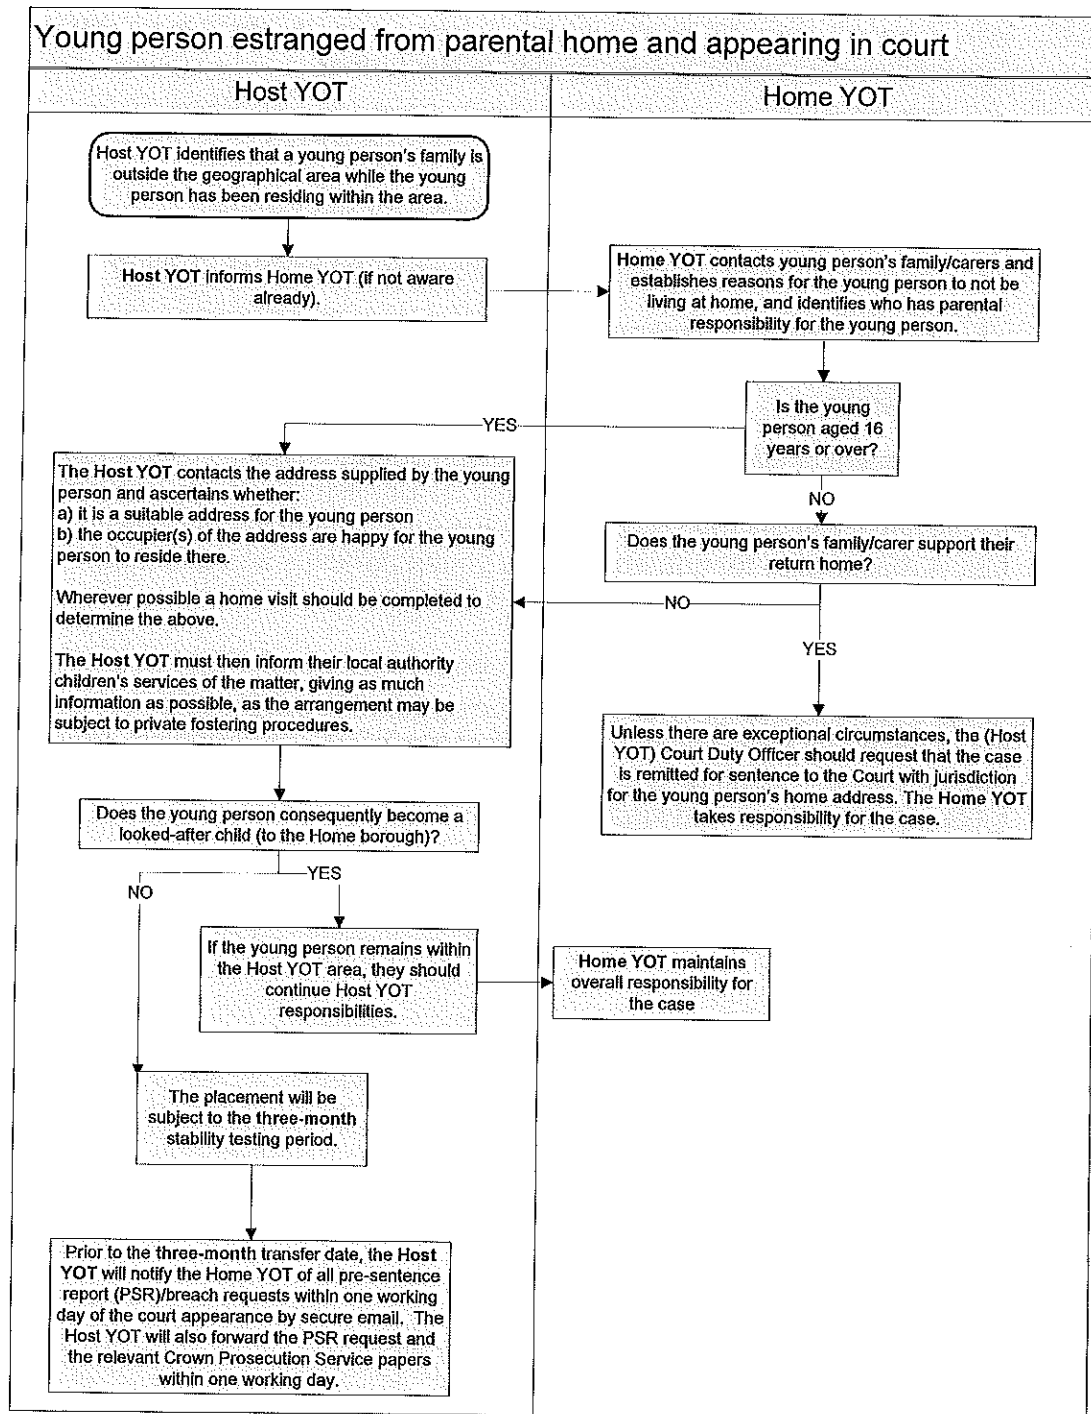 Young person estranged from parental home and appearing in court
Host YOT
Home YOT
Host YOT identifies that a young person's family is
outside the geographical area while the young
person has been residing within the area.
Host YOT informs Home YOT (if not aware
already).
Home YOT contacts young person's family/carers and
establishes reasons for the young person to not be
living at home, and identifies who has parental
responsibility for the young person.
Is the young
person aged 16
years or over?
YES
NO
The Host YOT contacts the address supplied by the young
person and ascertains whether:
a) it is a suitable address for the young person
b) the occupier(s) of the address are happy for the young
person to reside there.
Wherever possible a home visit should be completed to
determine the above.
The Host YOT must then inform their local authority
children's services of the matter, giving as much
information as possible, as the arrangement may be
subject to private fostering procedures.
Does the young person's family/carer support their
return home?
NO
YES
Unless there are exceptional circumstances, the (Host
YOT) Court Duty Officer should request that the case
is remitted for sentence to the Court with jurisdiction
for the young person's home address. The Home YOT
takes responsibility for the case.
Does the young person consequently become a
looked-after child (to the Home borough)?
NO
YES
If the young person remains within
the Host YOT area, they should
continue Host YOT
responsibilities.
Home YOT maintains
overall responsibility for
the case
The placement will be
subject to the three-month
stability testing period.
Prior to the three-month transfer date, the Host
YOT will notify the Home YOT of all pre-sentence
report (PSR)/breach requests within one working
day of the court appearance by secure email. The
Host YOT will also forward the PSR request and
the relevant Crown Prosecution Service papers
within one working day.